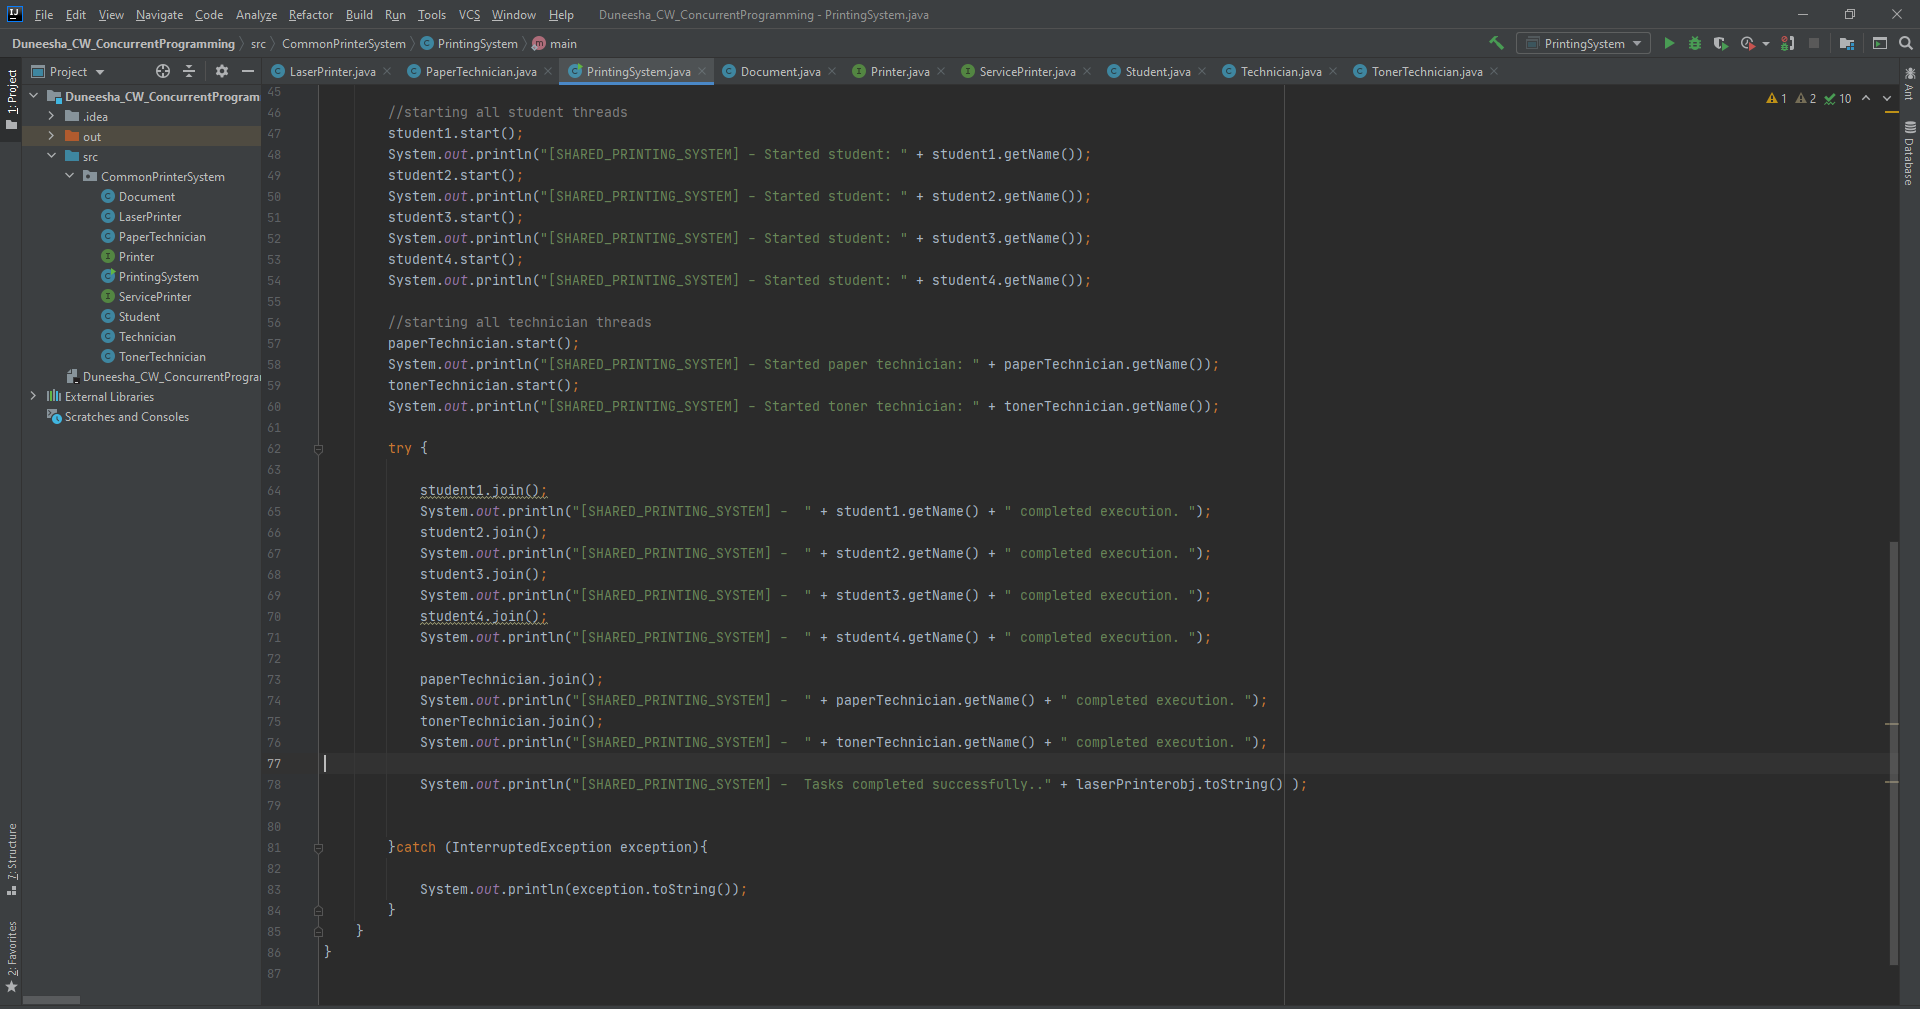 File Edit View Navigate Code Analyze Refactor Build Run Tools VCS Window Help Duneesha_CW_ConcurrentProgramming - PrintingSystem.java
Duneesha_CW_ConcurrentProgramming src CommonPrinterSystem PrintingSystem main PrintingSystem
Project LaserPrinter.java PaperTechnician.java PrintingSystem.java Document.java Printer.java ServicePrinter.java Student.java Technician.java TonerTechnician.java
1: Project
Duneesha_CW_ConcurrentProgram
.idea
out
src
CommonPrinterSystem
Document
LaserPrinter
PaperTechnician
Printer
PrintingSystem
ServicePrinter
Student
Technician
TonerTechnician
Duneesha_CW_ConcurrentProgra
External Libraries
Scratches and Consoles
7: Structure
2: Favorites
1 2 10
Ant
Database
45
46 //starting all student threads
47 student1.start();
48 System.out.println("[SHARED_PRINTING_SYSTEM] - Started student: " + student1.getName());
49 student2.start();
50 System.out.println("[SHARED_PRINTING_SYSTEM] - Started student: " + student2.getName());
51 student3.start();
52 System.out.println("[SHARED_PRINTING_SYSTEM] - Started student: " + student3.getName());
53 student4.start();
54 System.out.println("[SHARED_PRINTING_SYSTEM] - Started student: " + student4.getName());
55
56 //starting all technician threads
57 paperTechnician.start();
58 System.out.println("[SHARED_PRINTING_SYSTEM] - Started paper technician: " + paperTechnician.getName());
59 tonerTechnician.start();
60 System.out.println("[SHARED_PRINTING_SYSTEM] - Started toner technician: " + tonerTechnician.getName());
61
62 try {
63
64 student1.join();
65 System.out.println("[SHARED_PRINTING_SYSTEM] -  " + student1.getName() + " completed execution. ");
66 student2.join();
67 System.out.println("[SHARED_PRINTING_SYSTEM] -  " + student2.getName() + " completed execution. ");
68 student3.join();
69 System.out.println("[SHARED_PRINTING_SYSTEM] -  " + student3.getName() + " completed execution. ");
70 student4.join();
71 System.out.println("[SHARED_PRINTING_SYSTEM] -  " + student4.getName() + " completed execution. ");
72
73 paperTechnician.join();
74 System.out.println("[SHARED_PRINTING_SYSTEM] -  " + paperTechnician.getName() + " completed execution. ");
75 tonerTechnician.join();
76 System.out.println("[SHARED_PRINTING_SYSTEM] -  " + tonerTechnician.getName() + " completed execution. ");
77
78 System.out.println("[SHARED_PRINTING_SYSTEM] -  Tasks completed successfully.." + laserPrinterobj.toString() );
79
80
81 }catch (InterruptedException exception){
82
83 System.out.println(exception.toString());
84 }
85 }
86 }
87